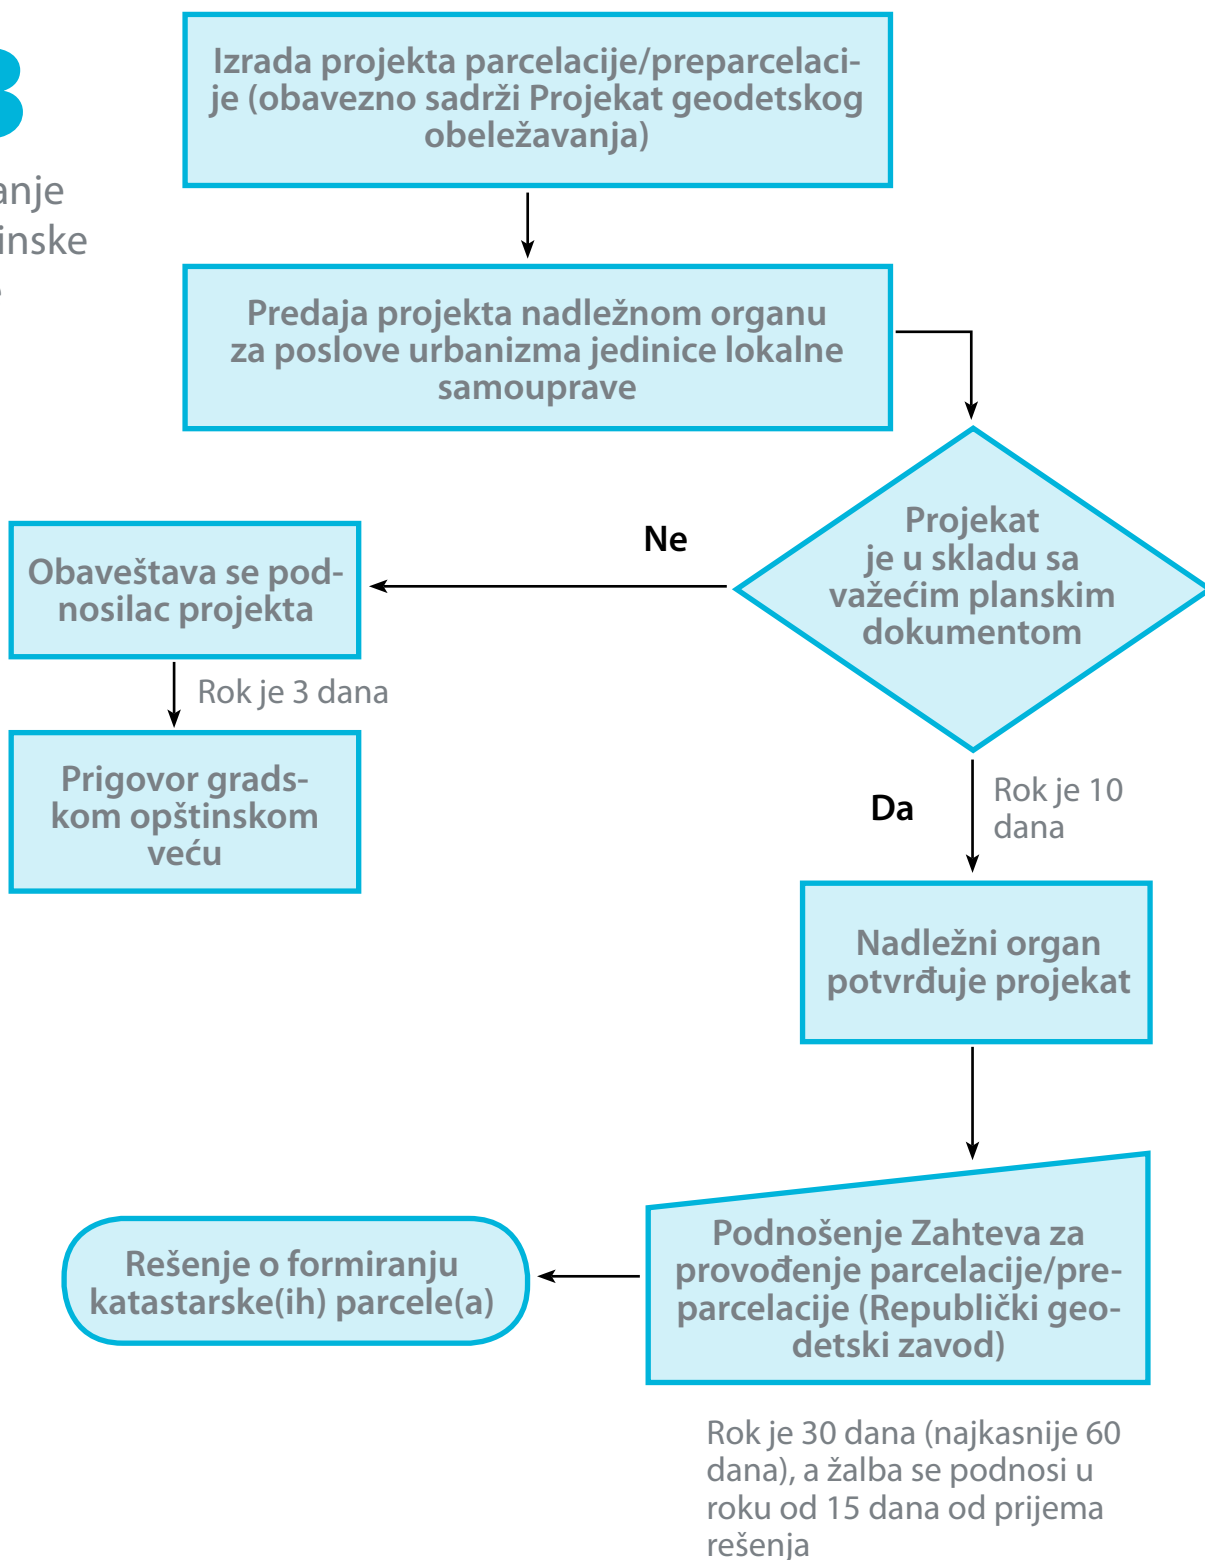 Izrada projekta parcelacije/preparcelaci-
je (obavezno sadrži Projekat geodetskog
obeležavanja)
Predaja projekta nadležnom organu
za poslove urbanizma jedinice lokalne
samouprave
Projekat
je u skladu sa
važećim planskim
dokumentom
Ne
Obaveštava se pod-
nosilac projekta
Rok je 3 dana
Prigovor grads-
kom opštinskom
veću
Da
Rok je 10
dana
Nadležni organ
potvrđuje projekat
Podnošenje Zahteva za
provođenje parcelacije/pre-
parcelacije (Republički geo-
detski zavod)
Rešenje o formiranju
katastarske(ih) parcele(a)
Rok je 30 dana (najkasnije 60
dana), a žalba se podnosi u
roku od 15 dana od prijema
rešenja